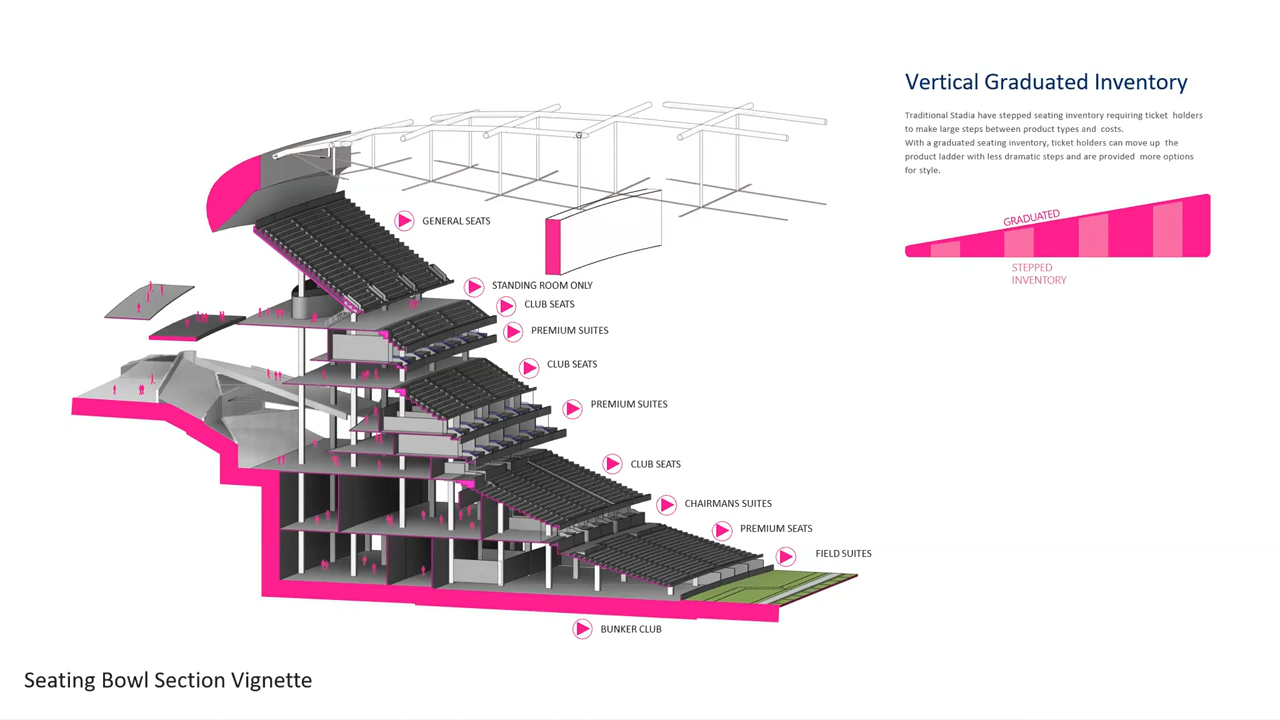 Vertical Graduated Inventory
Traditional Stadia have stepped seating inventory requiring ticket holders
to make large steps between product types and costs.
With a graduated seating inventory, ticket holders can move up the
product ladder with less dramatic steps and are provided more options
for style.
GRADUATED
STEPPED
INVENTORY
GENERAL SEATS
STANDING ROOM ONLY
CLUB SEATS
PREMIUM SUITES
CLUB SEATS
PREMIUM SUITES
CLUB SEATS
CHAIRMANS SUITES
PREMIUM SEATS
FIELD SUITES
BUNKER CLUB
Seating Bowl Section Vignette